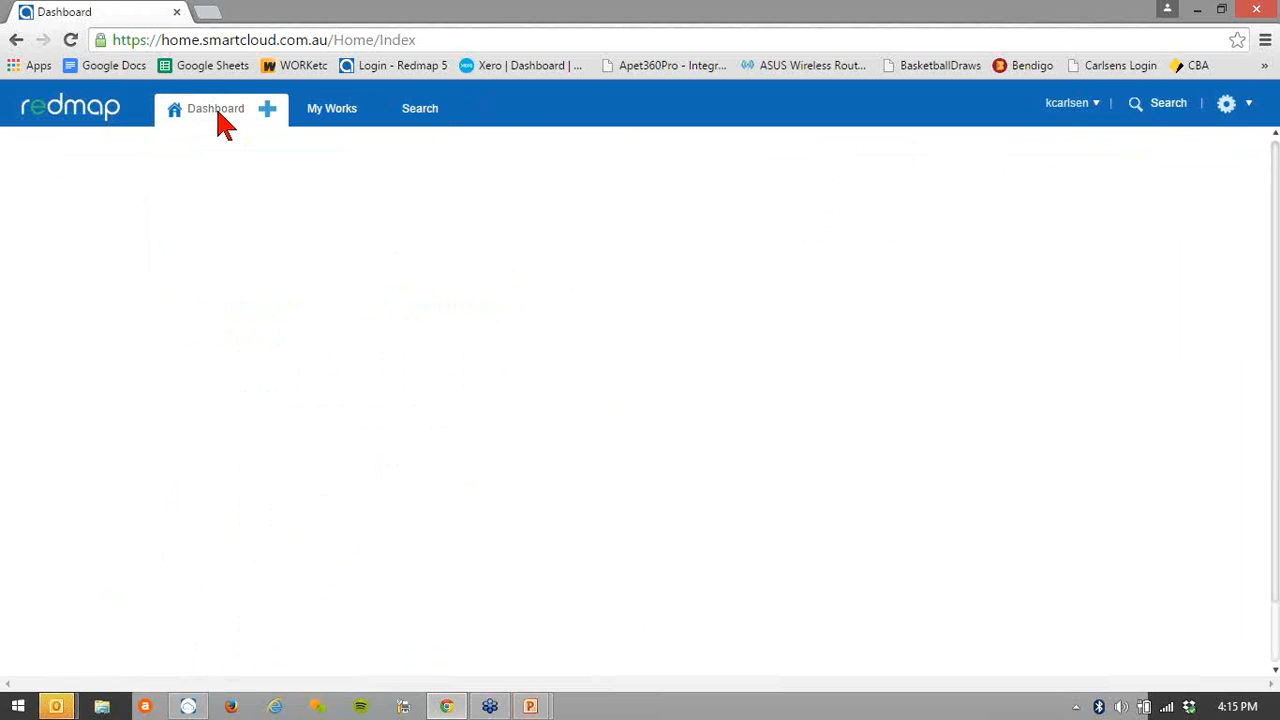 Dashboard
https://home.smartcloud.com.au/Home/Index
Apps Google Docs Google Sheets WORKetc Login - Redmap 5 Xero | Dashboard | ... Apet360Pro - Integr... ASUS Wireless Rout... BasketballDraws Bendigo Carlsens Login CBA »
redmap Dashboard My Works Search kcarlsen Search
4:15 PM